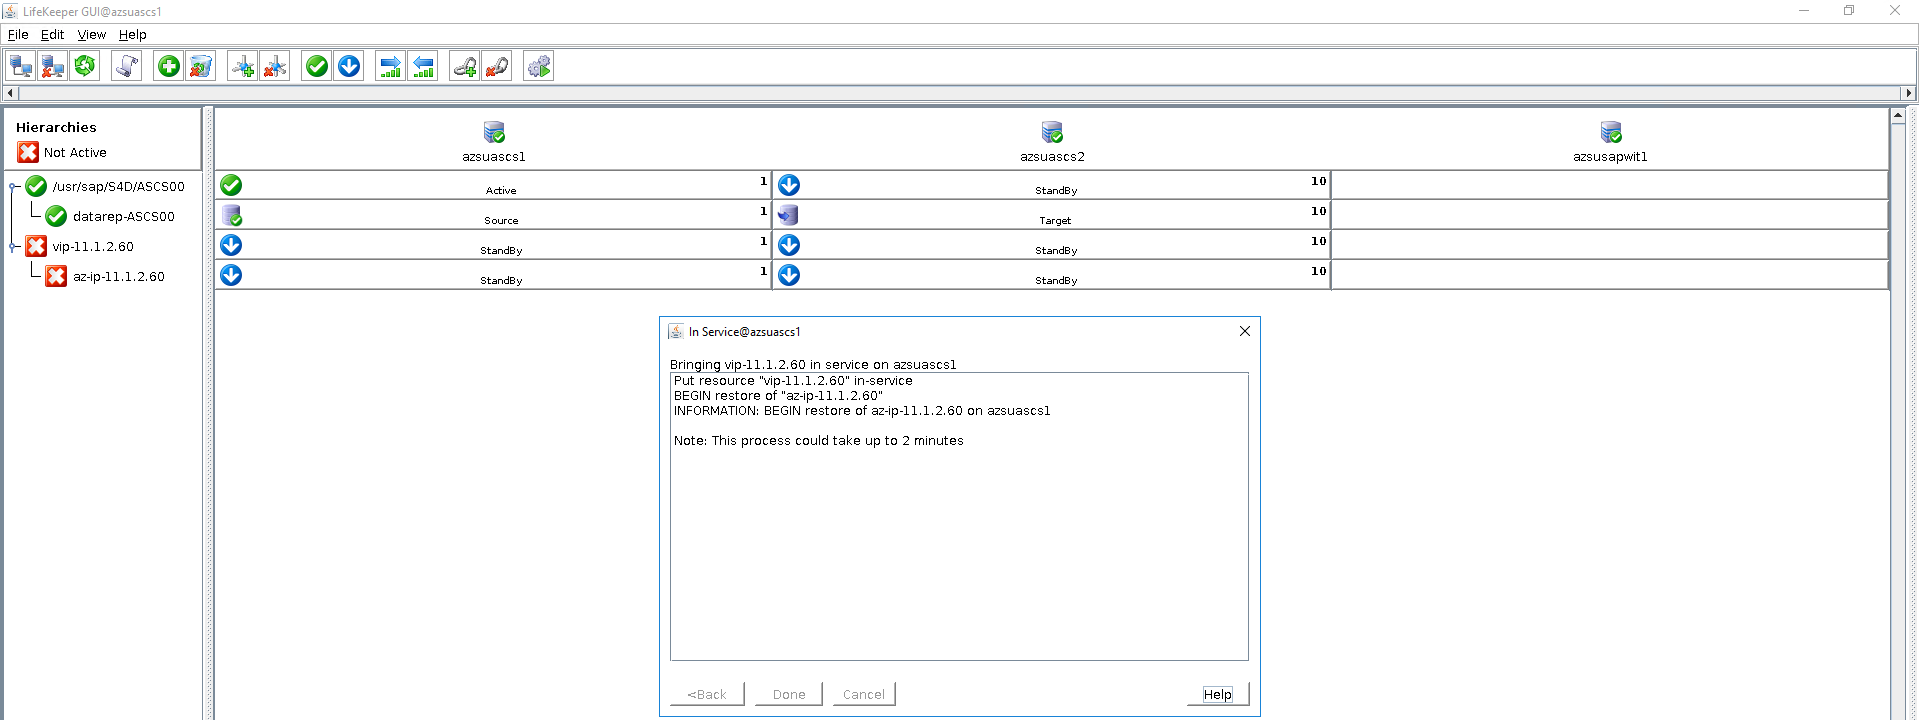 LifeKeeper GUI@azsuascs1
File Edit View Help
Hierarchies
Not Active
azsuascs1 azsuascs2 azsusapwit1
/usr/sap/S4D/ASCS00 Active 1 StandBy 10
datarep-ASCS00 Source 1 Target 10
vip-11.1.2.60 StandBy 1 StandBy 10
az-ip-11.1.2.60 StandBy 1 StandBy 10
In Service@azsuascs1
Bringing vip-11.1.2.60 in service on azsuascs1
Put resource "vip-11.1.2.60" in-service
BEGIN restore of "az-ip-11.1.2.60"
INFORMATION: BEGIN restore of az-ip-11.1.2.60 on azsuascs1
Note: This process could take up to 2 minutes
<Back Done Cancel Help